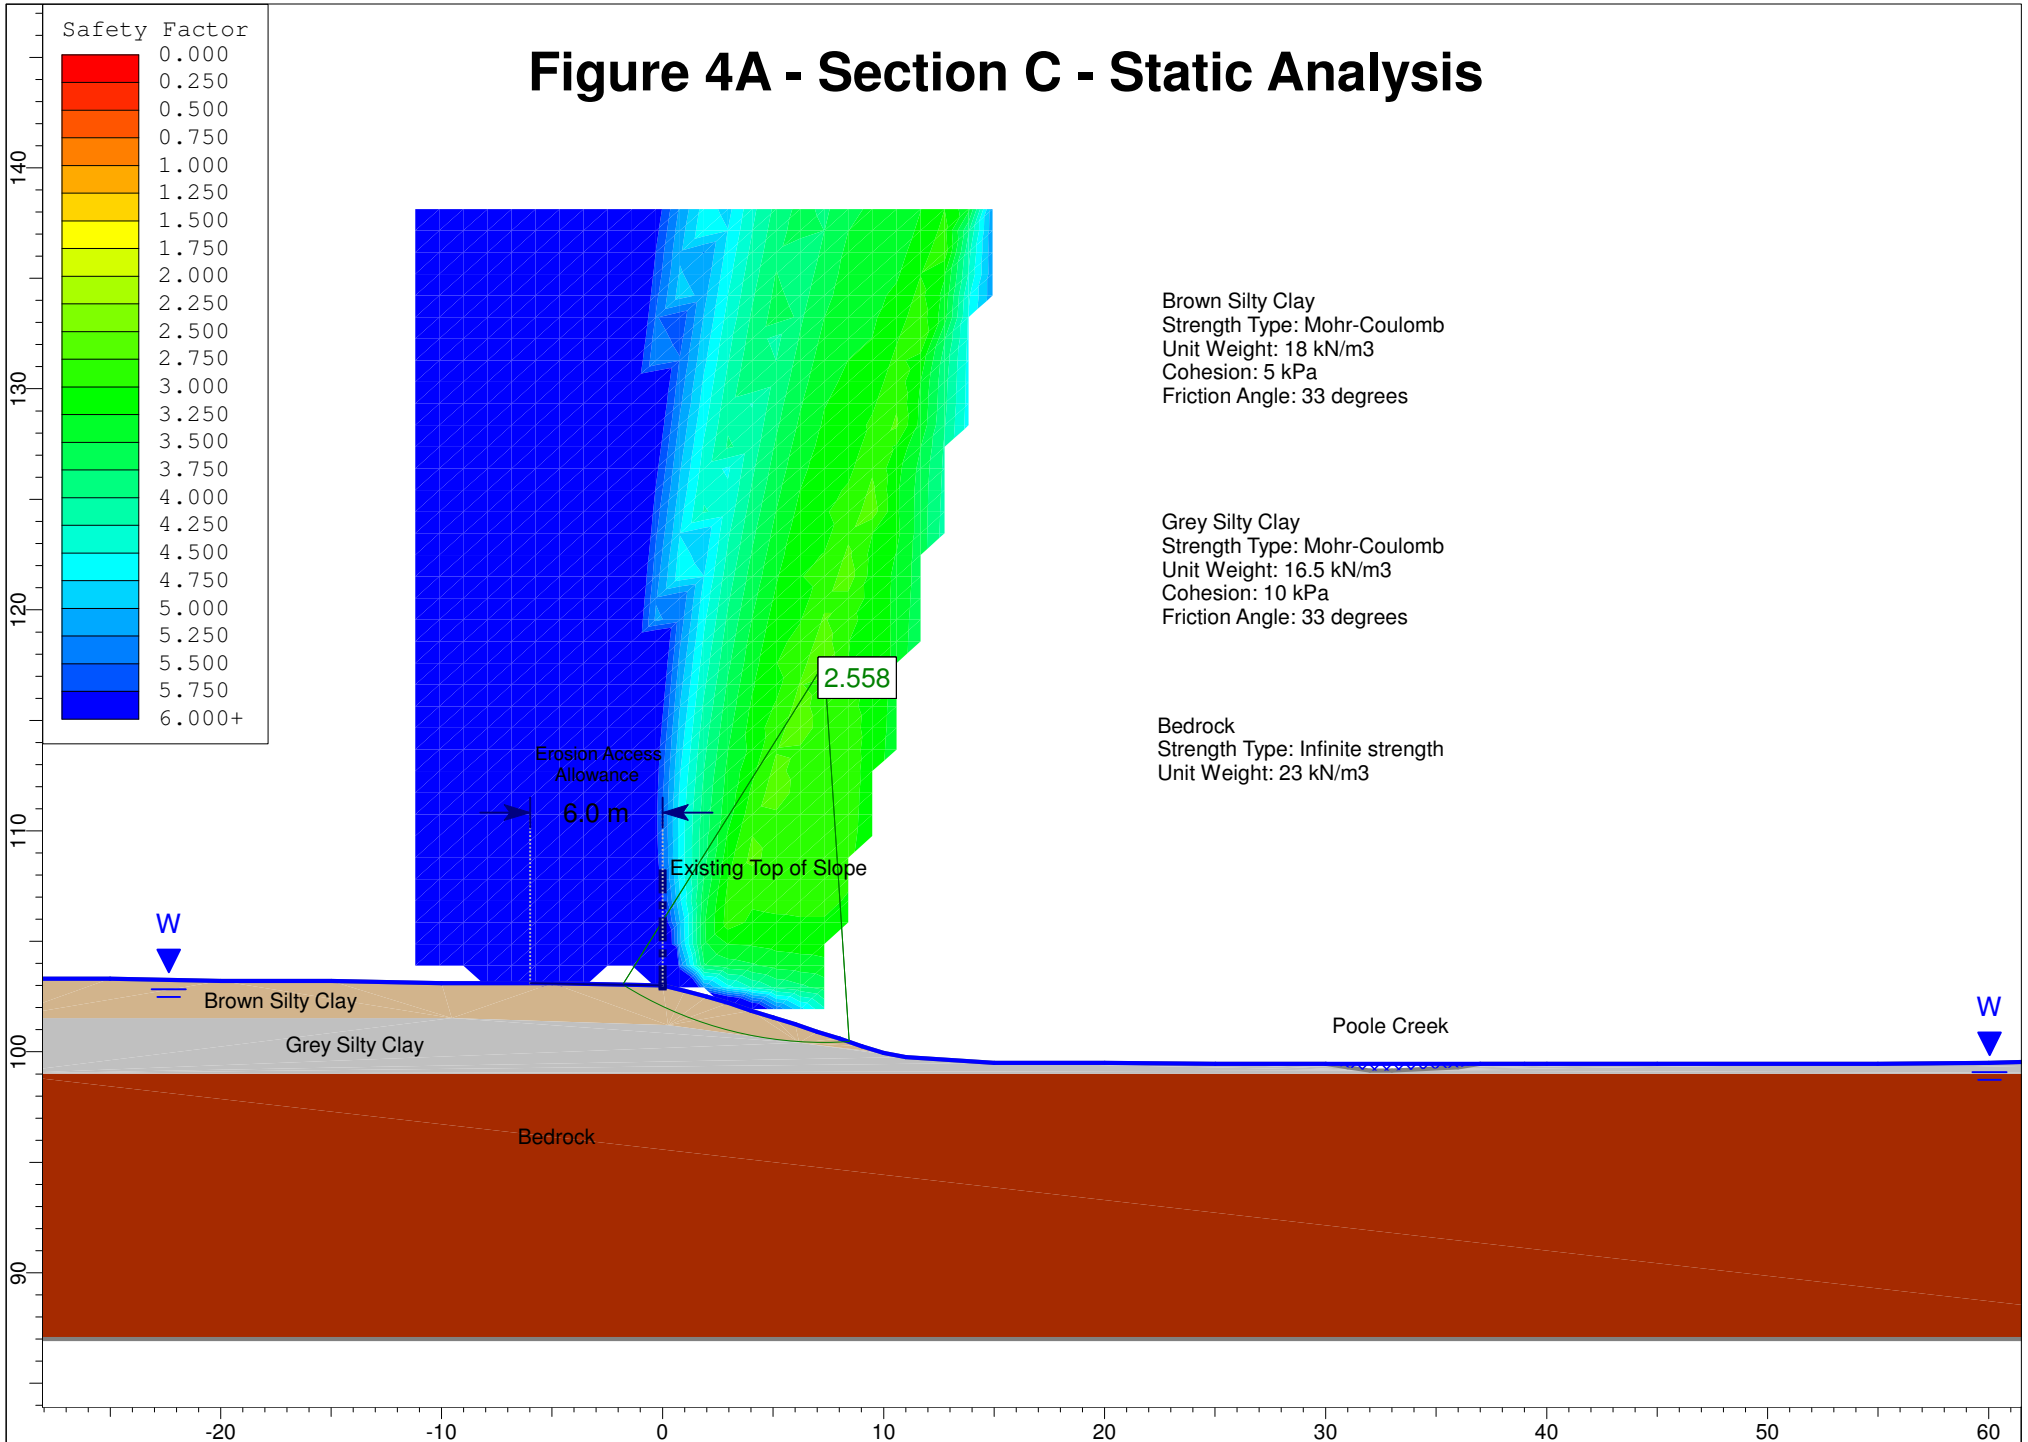 Safety Factor
0.000
0.250
0.500
0.750
1.000
1.250
1.500
1.750
2.000
2.250
2.500
2.750
3.000
3.250
3.500
3.750
4.000
4.250
4.500
4.750
5.000
5.250
5.500
5.750
6.000+
Figure 4A - Section C - Static Analysis
Brown Silty Clay
Strength Type: Mohr-Coulomb
Unit Weight: 18 kN/m3
Cohesion: 5 kPa
Friction Angle: 33 degrees
Grey Silty Clay
Strength Type: Mohr-Coulomb
Unit Weight: 16.5 kN/m3
Cohesion: 10 kPa
Friction Angle: 33 degrees
Bedrock
Strength Type: Infinite strength
Unit Weight: 23 kN/m3
2.558
Erosion Access
Allowance
6.0 m
Existing Top of Slope
W
W
Brown Silty Clay
Grey Silty Clay
Poole Creek
Bedrock
140
130
120
110
100
90
-20
-10
0
10
20
30
40
50
60